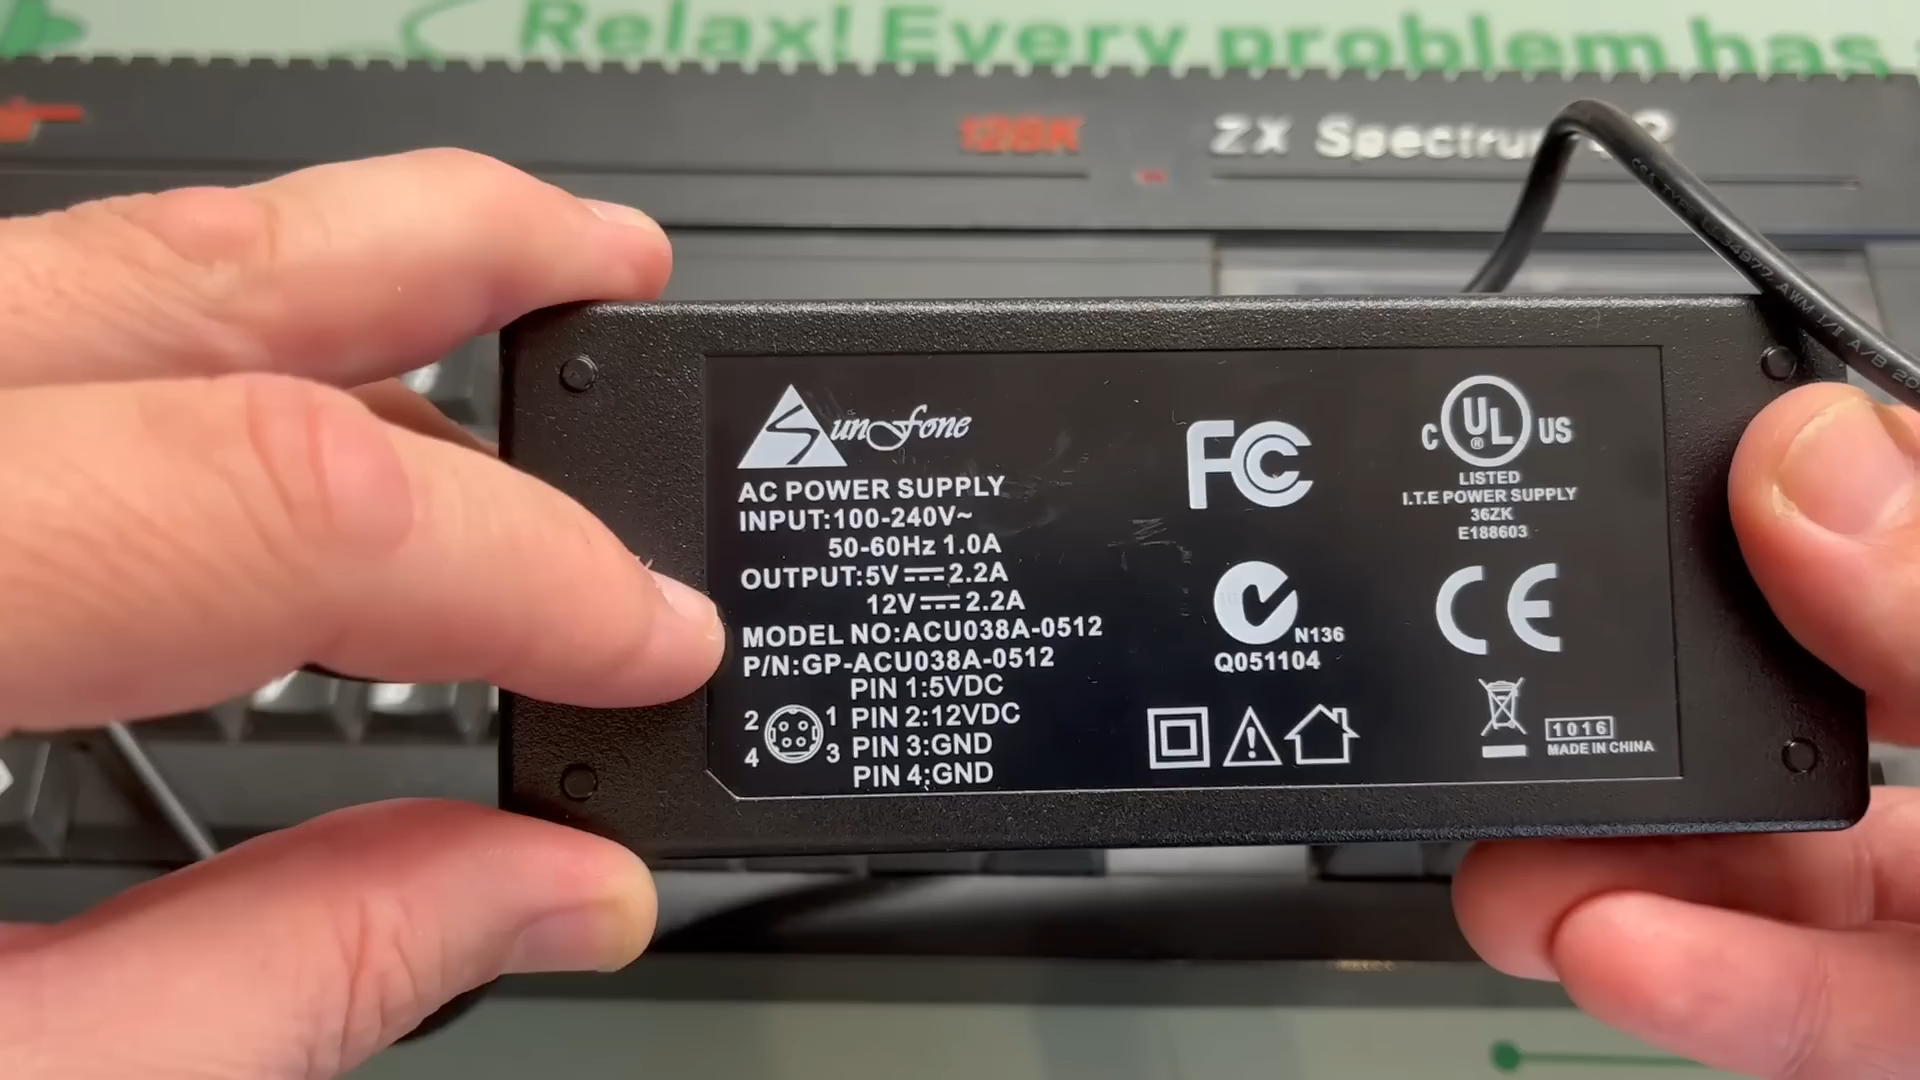 Relax! Every problem has a
128K
ZX Spectrum +2
SunFone
AC POWER SUPPLY
INPUT:100-240V~
50-60Hz 1.0A
OUTPUT:5V⎓2.2A
12V⎓2.2A
MODEL NO:ACU038A-0512
P/N:GP-ACU038A-0512
PIN 1:5VDC
PIN 2:12VDC
PIN 3:GND
PIN 4:GND
2 1
4 3
FC
N136
Q051104
C UL ® US
LISTED
I.T.E POWER SUPPLY
36ZK
E188603
CE
1016
MADE IN CHINA
AWM I/II A/B